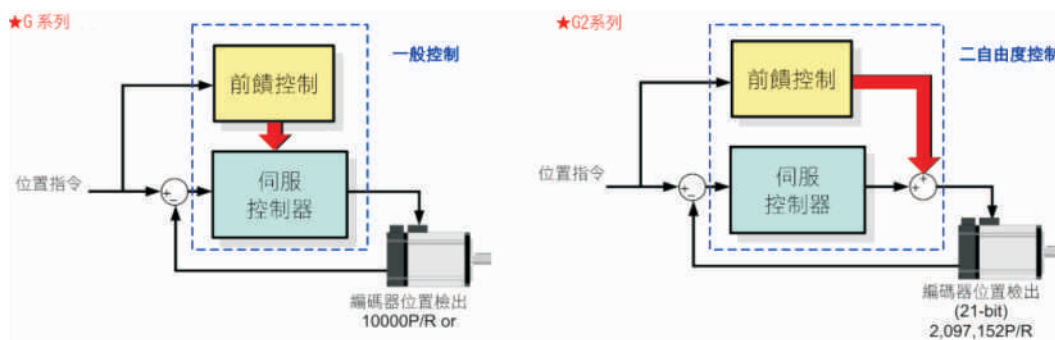 ★G 系列
一般控制
前饋控制
位置指令
+
−
伺服
控制器
編碼器位置檢出
10000P/R or
★G2系列
二自由度控制
前饋控制
位置指令
+
−
伺服
控制器
+
+
編碼器位置檢出
(21-bit)
2,097,152P/R